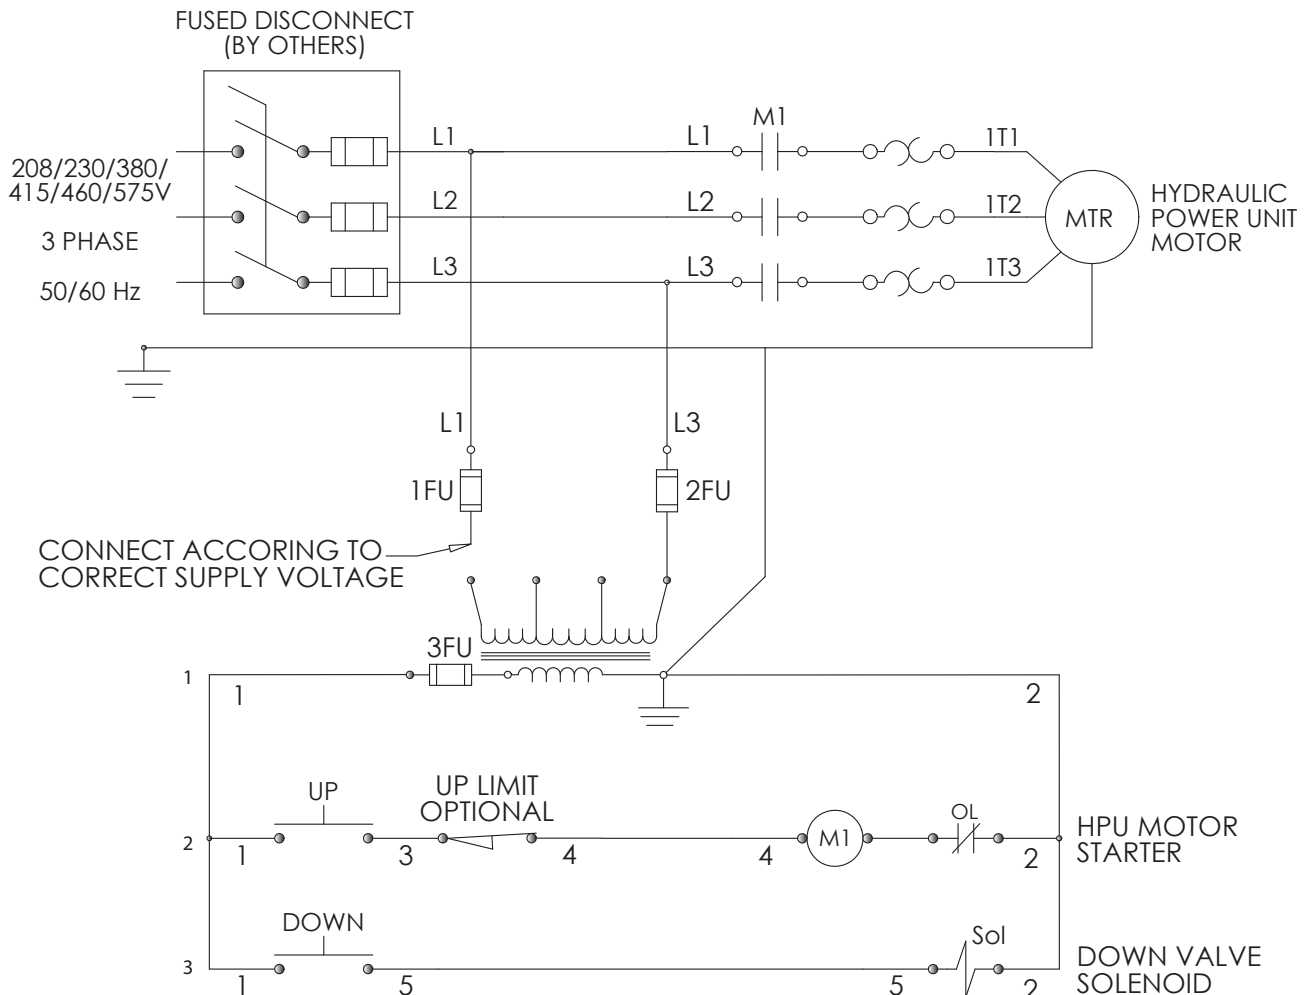 FUSED DISCONNECT
(BY OTHERS)
L1
L1
M1
1T1
208/230/380/
415/460/575V
L2
L2
1T2
MTR
HYDRAULIC
POWER UNIT
MOTOR
3 PHASE
L3
L3
1T3
50/60 Hz
L1
L3
1FU
2FU
CONNECT ACCORING TO
CORRECT SUPPLY VOLTAGE
3FU
1
1
2
UP
UP LIMIT
OPTIONAL
OL
2
1
3
4
4
M1
2
HPU MOTOR
STARTER
DOWN
Sol
3
1
5
5
2
DOWN VALVE
SOLENOID